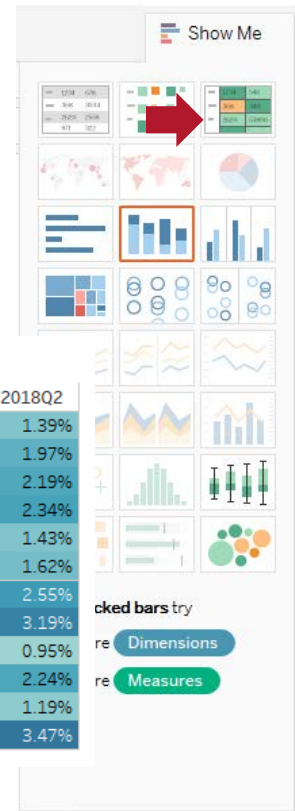 Show Me
2018Q2
1.39%
1.97%
2.19%
2.34%
1.43%
1.62%
2.55%
3.19%
0.95%
2.24%
1.19%
3.47%
cked bars try
re Dimensions
re Measures